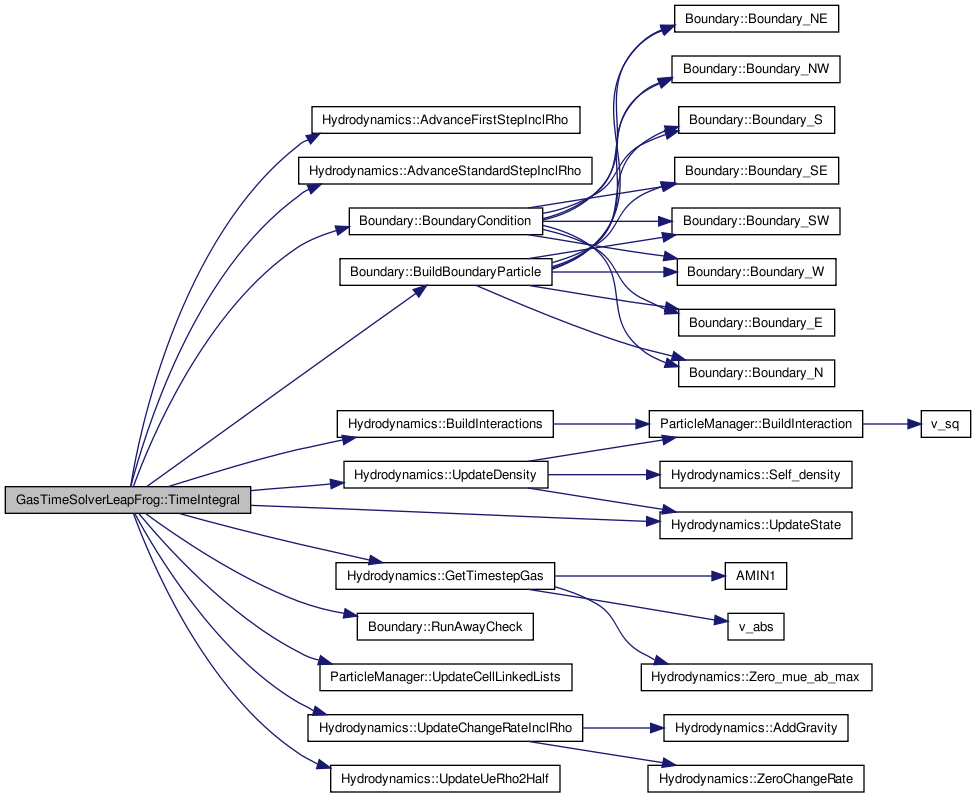 GasTimeSolverLeapFrog::TimeIntegral
Hydrodynamics::AdvanceFirstStepInclRho
Hydrodynamics::AdvanceStandardStepInclRho
Boundary::BoundaryCondition
Boundary::BuildBoundaryParticle
Hydrodynamics::BuildInteractions
Hydrodynamics::UpdateDensity
Hydrodynamics::GetTimestepGas
Boundary::RunAwayCheck
ParticleManager::UpdateCellLinkedLists
Hydrodynamics::UpdateChangeRateInclRho
Hydrodynamics::UpdateUeRho2Half
Boundary::Boundary_NE
Boundary::Boundary_NW
Boundary::Boundary_S
Boundary::Boundary_SE
Boundary::Boundary_SW
Boundary::Boundary_W
Boundary::Boundary_E
Boundary::Boundary_N
ParticleManager::BuildInteraction
Hydrodynamics::Self_density
Hydrodynamics::UpdateState
AMIN1
v_abs
Hydrodynamics::Zero_mue_ab_max
Hydrodynamics::AddGravity
Hydrodynamics::ZeroChangeRate
v_sq